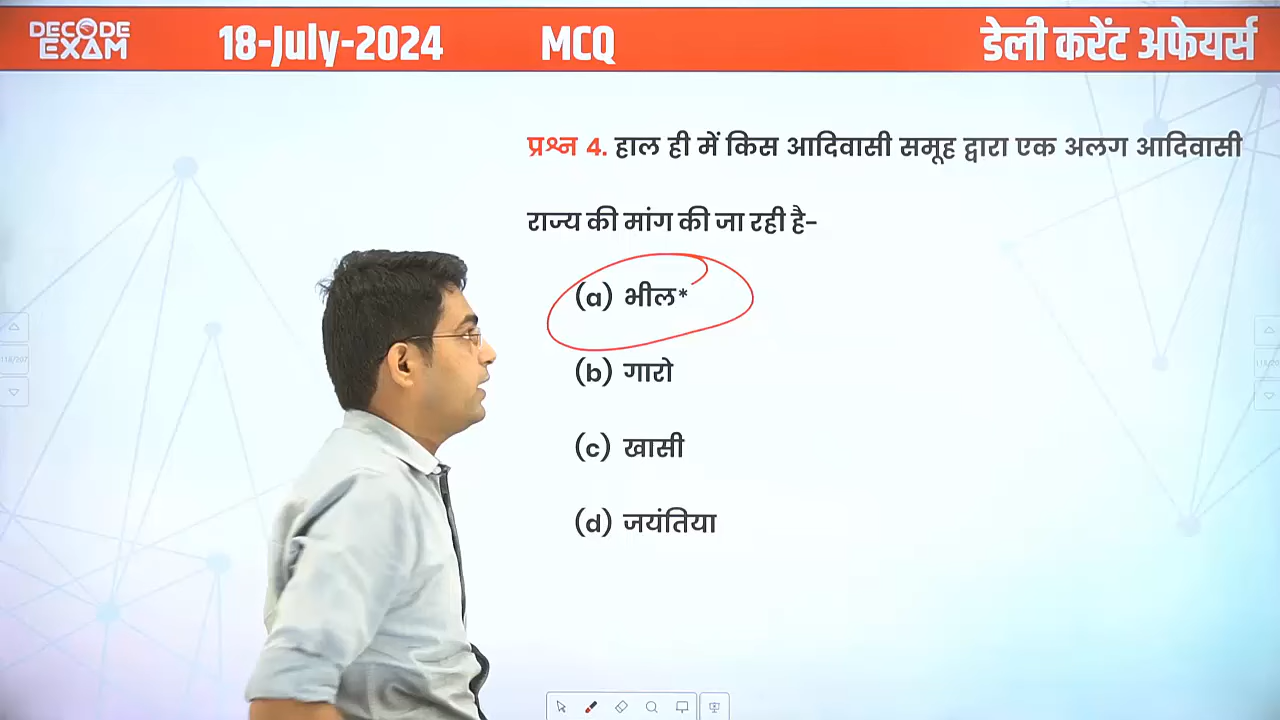 DECODE
EXAM
18-July-2024
MCQ
डेली करेंट अफेयर्स
प्रश्न 4. हाल ही में किस आदिवासी समूह द्वारा एक अलग आदिवासी
राज्य की मांग की जा रही है-
(a) भील*
(b) गारो
(c) खासी
(d) जयंतिया